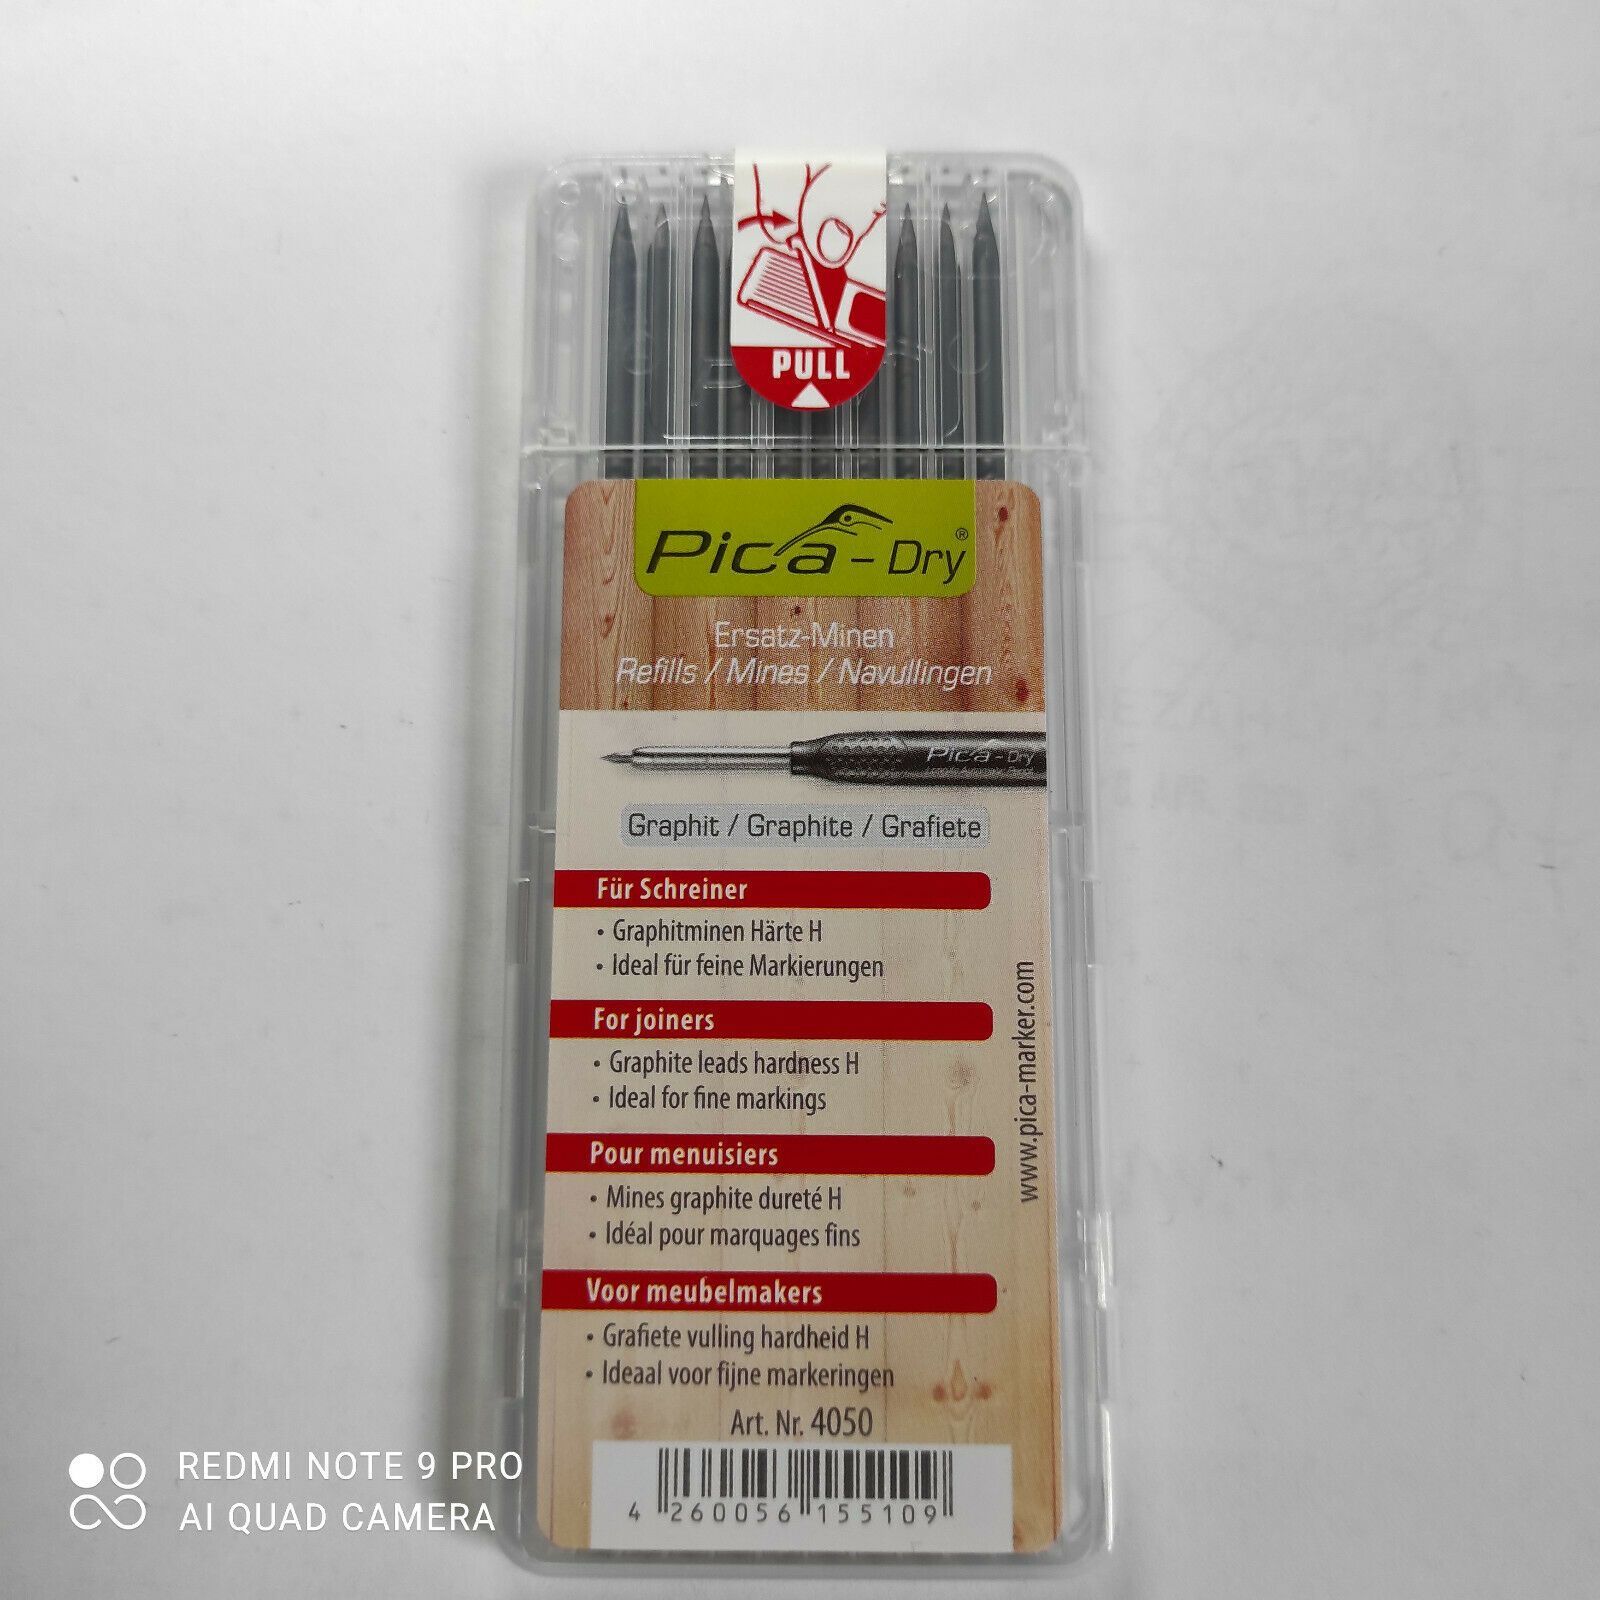 PULL
Pica-Dry®
Ersatz-Minen
Refills / Mines / Navullingen
Pica-Dry
Graphit / Graphite / Grafiete
Für Schreiner
• Graphitminen Härte H
• Ideal für feine Markierungen
For joiners
• Graphite leads hardness H
• Ideal for fine markings
Pour menuisiers
• Mines graphite dureté H
• Idéal pour marquages fins
Voor meubelmakers
• Grafiete vulling hardheid H
• Ideaal voor fijne markeringen
www.pica-marker.com
Art. Nr. 4050
4 260056 155109
REDMI NOTE 9 PRO
AI QUAD CAMERA